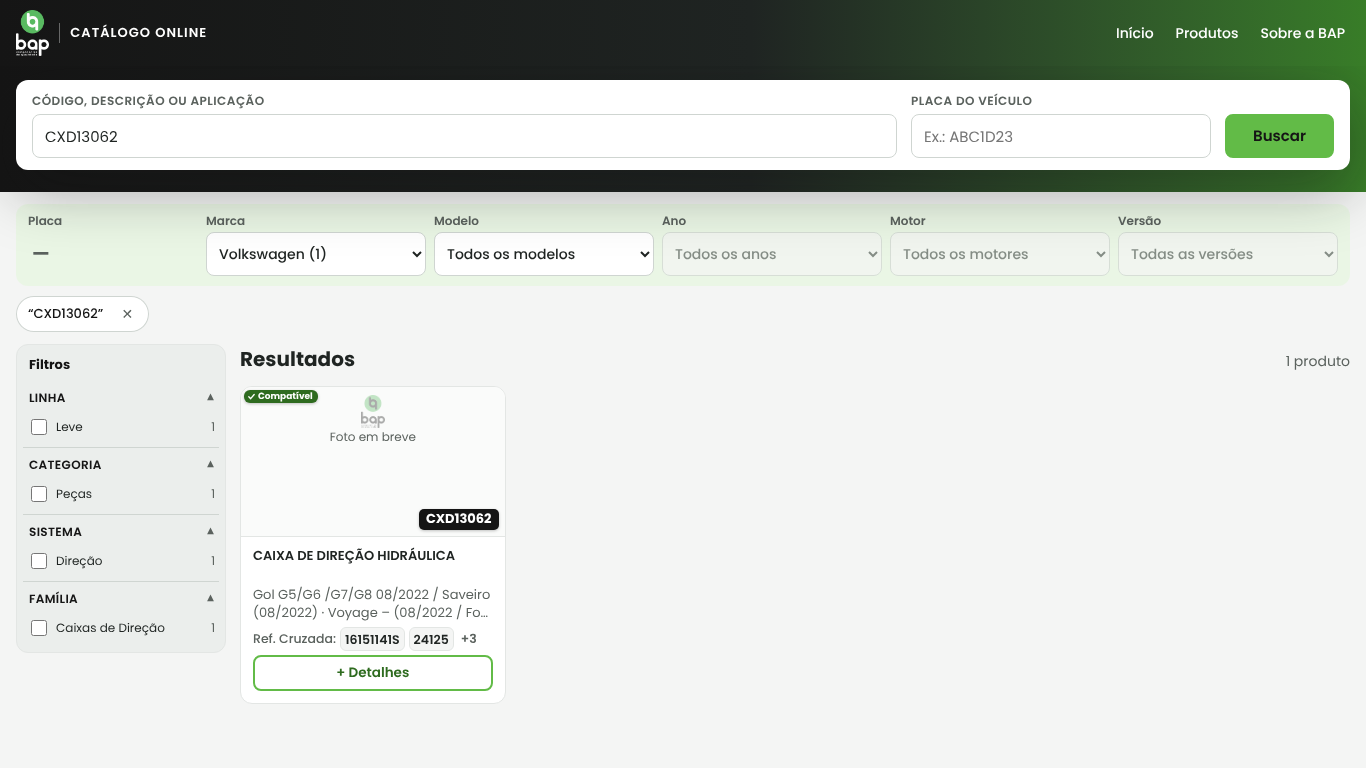 bap
CATÁLOGO ONLINE
Início
Produtos
Sobre a BAP
CÓDIGO, DESCRIÇÃO OU APLICAÇÃO
PLACA DO VEÍCULO
CXD13062
Ex.: ABC1D23
Buscar
Placa
Marca
Modelo
Ano
Motor
Versão
—
Volkswagen (1)
Todos os modelos
Todos os anos
Todos os motores
Todas as versões
“CXD13062” ✕
Filtros
LINHA ▲
Leve 1
CATEGORIA ▲
Peças 1
SISTEMA ▲
Direção 1
FAMÍLIA ▲
Caixas de Direção 1
Resultados
1 produto
✓ Compatível
bap
Foto em breve
CXD13062
CAIXA DE DIREÇÃO HIDRÁULICA
Gol G5/G6 /G7/G8 08/2022 / Saveiro
(08/2022) · Voyage – (08/2022 / Fo...
Ref. Cruzada: 16151141S 24125 +3
+ Detalhes